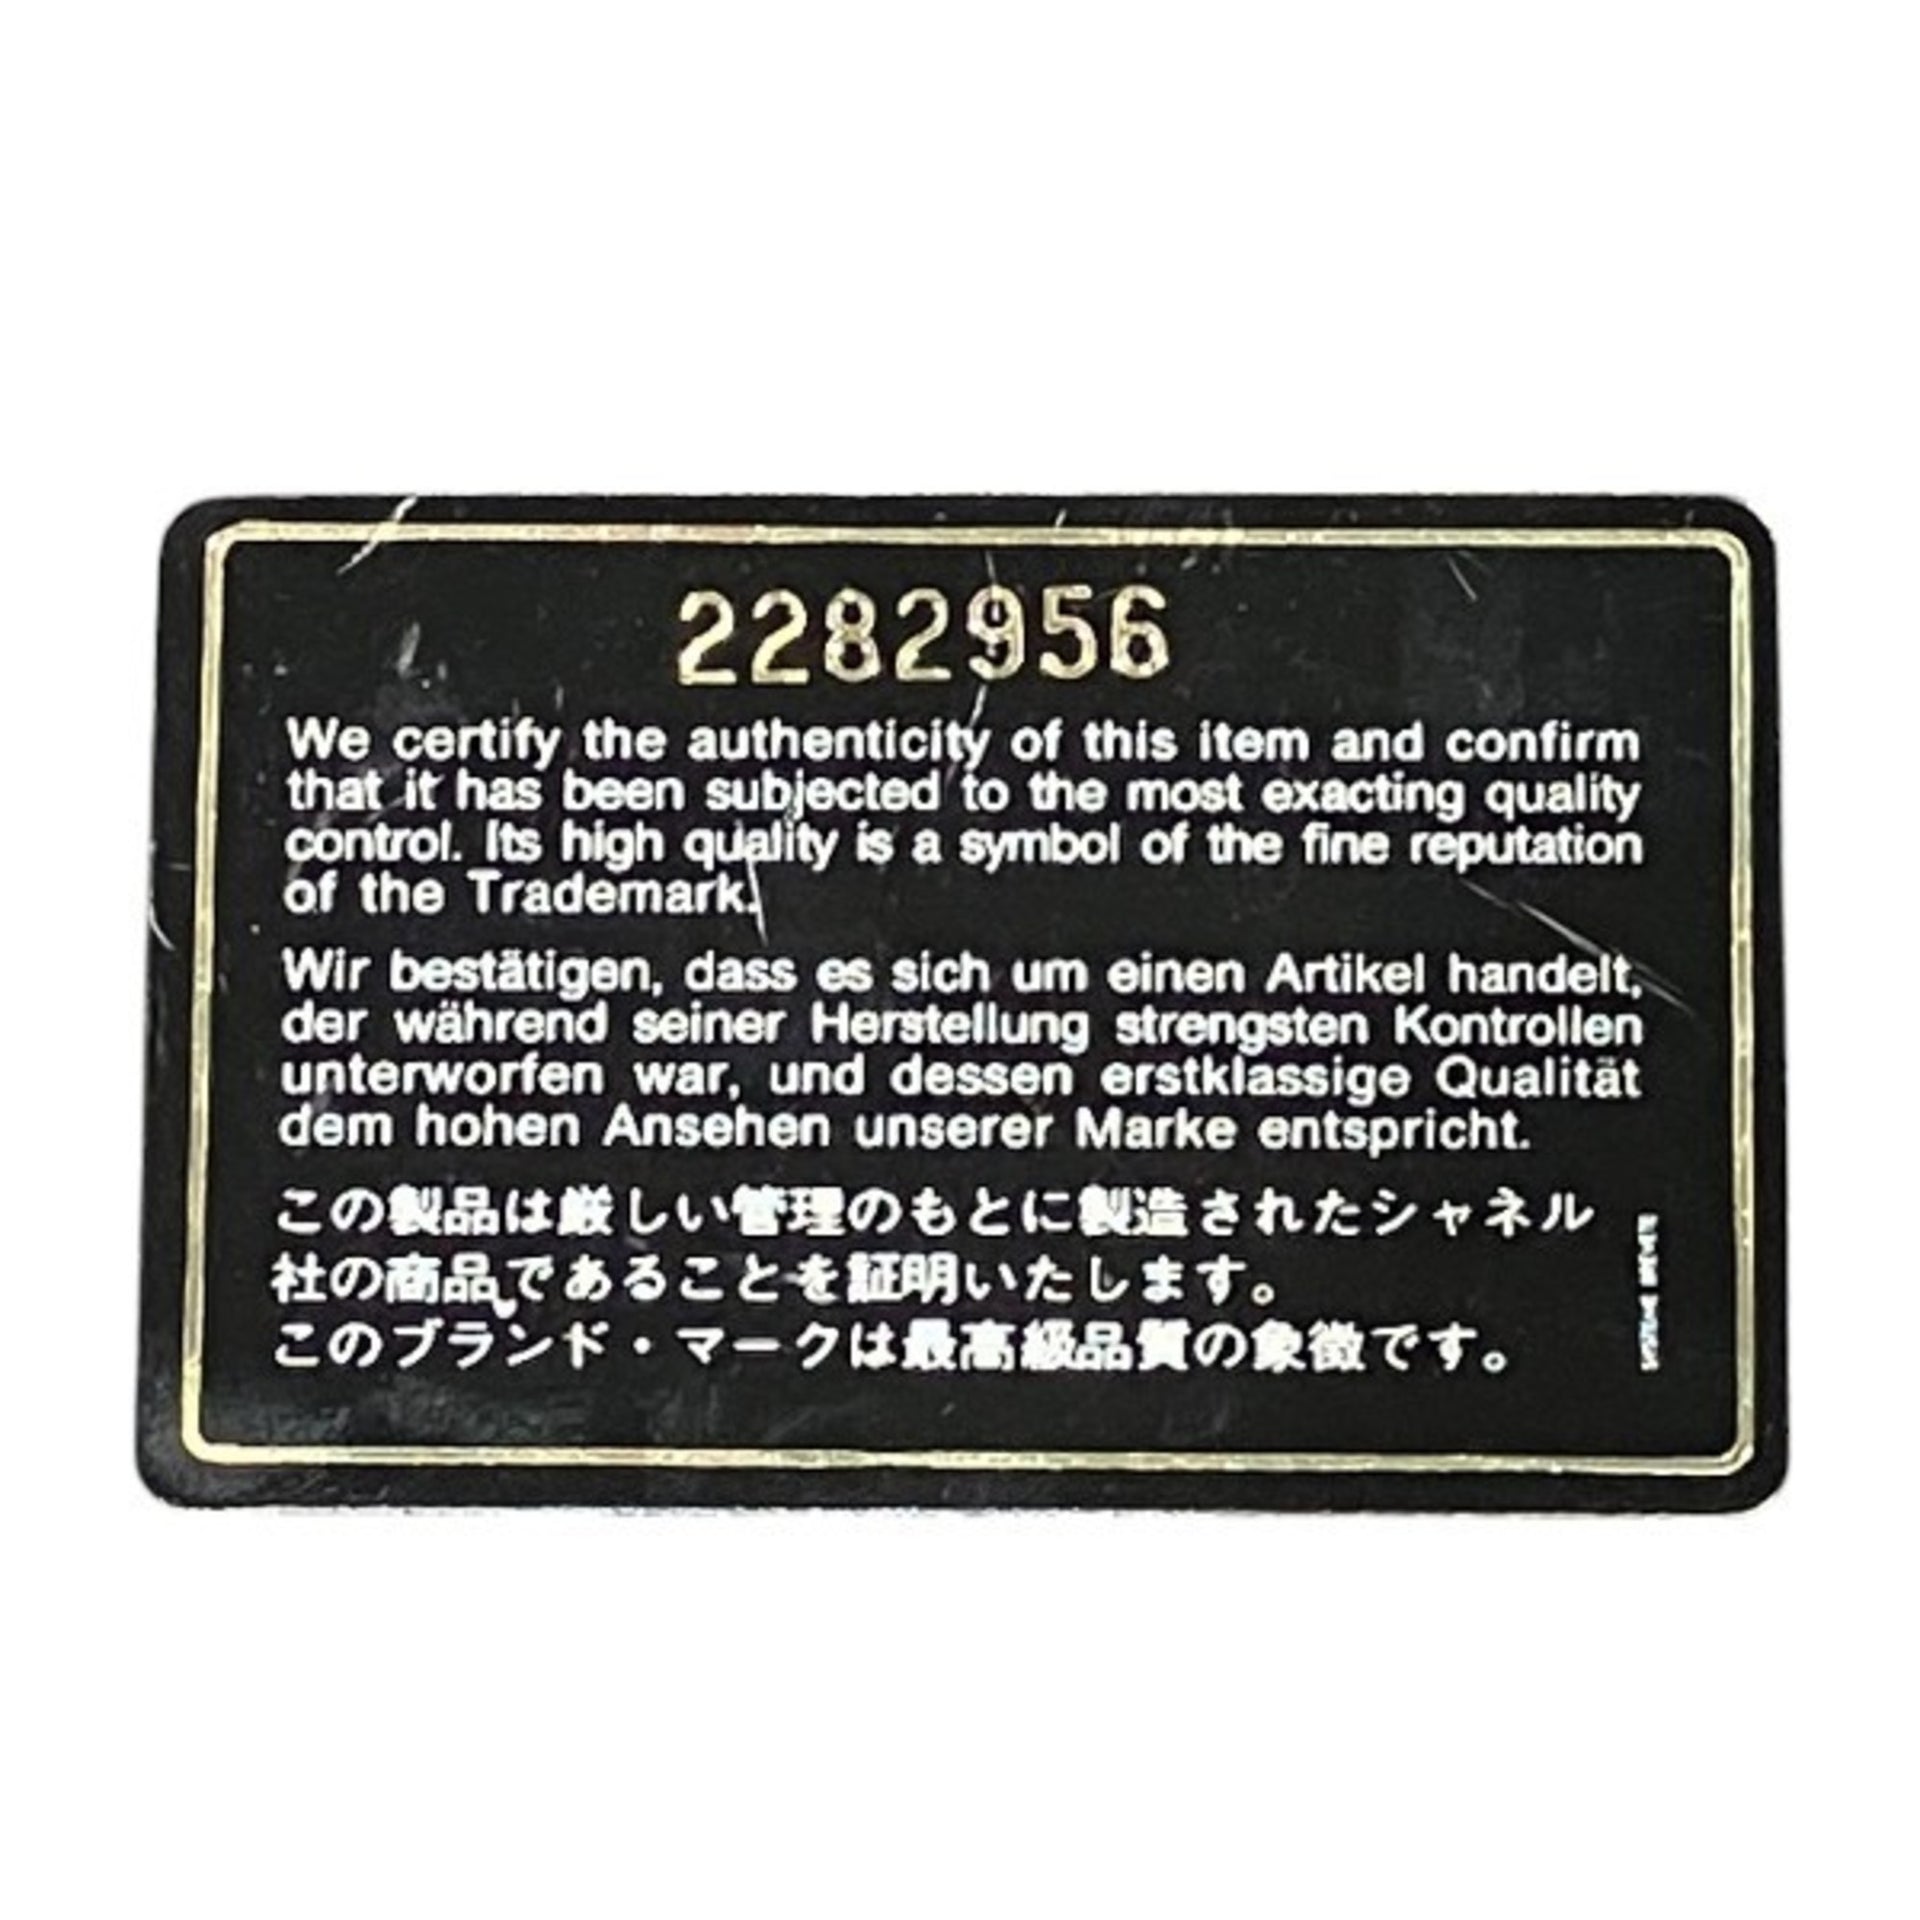 2282956
We certify the authenticity of this item and confirm
that it has been subjected to the most exacting quality
control. Its high quality is a symbol of the fine reputation
of the Trademark.
Wir bestätigen, dass es sich um einen Artikel handelt,
der während seiner Herstellung strengsten Kontrollen
unterworfen war, und dessen erstklassige Qualität
dem hohen Ansehen unserer Marke entspricht.
この製品は厳しい管理のもとに製造されたシャネル
社の商品であることを証明いたします。
このブランド・マークは最高級品質の象徴です。